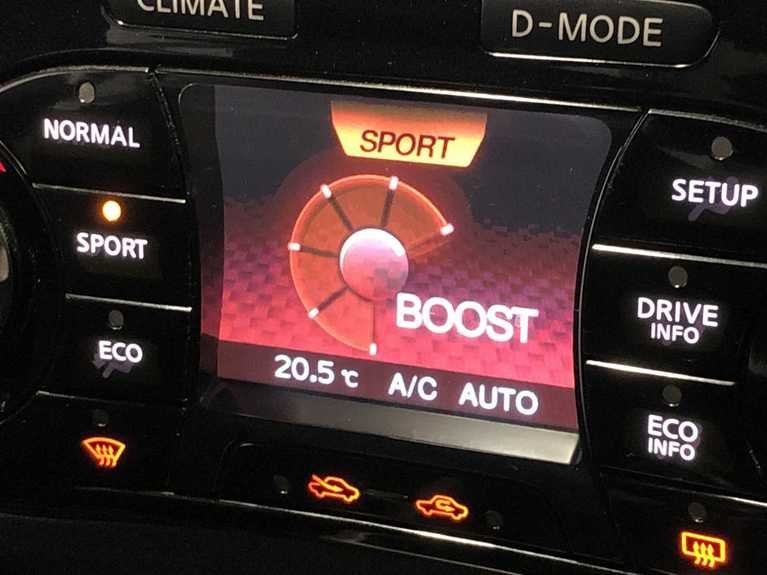 CLIMATE
D-MODE
NORMAL
SPORT
SETUP
SPORT
DRIVE
INFO
BOOST
ECO
20.5 °C A/C AUTO
ECO
INFO